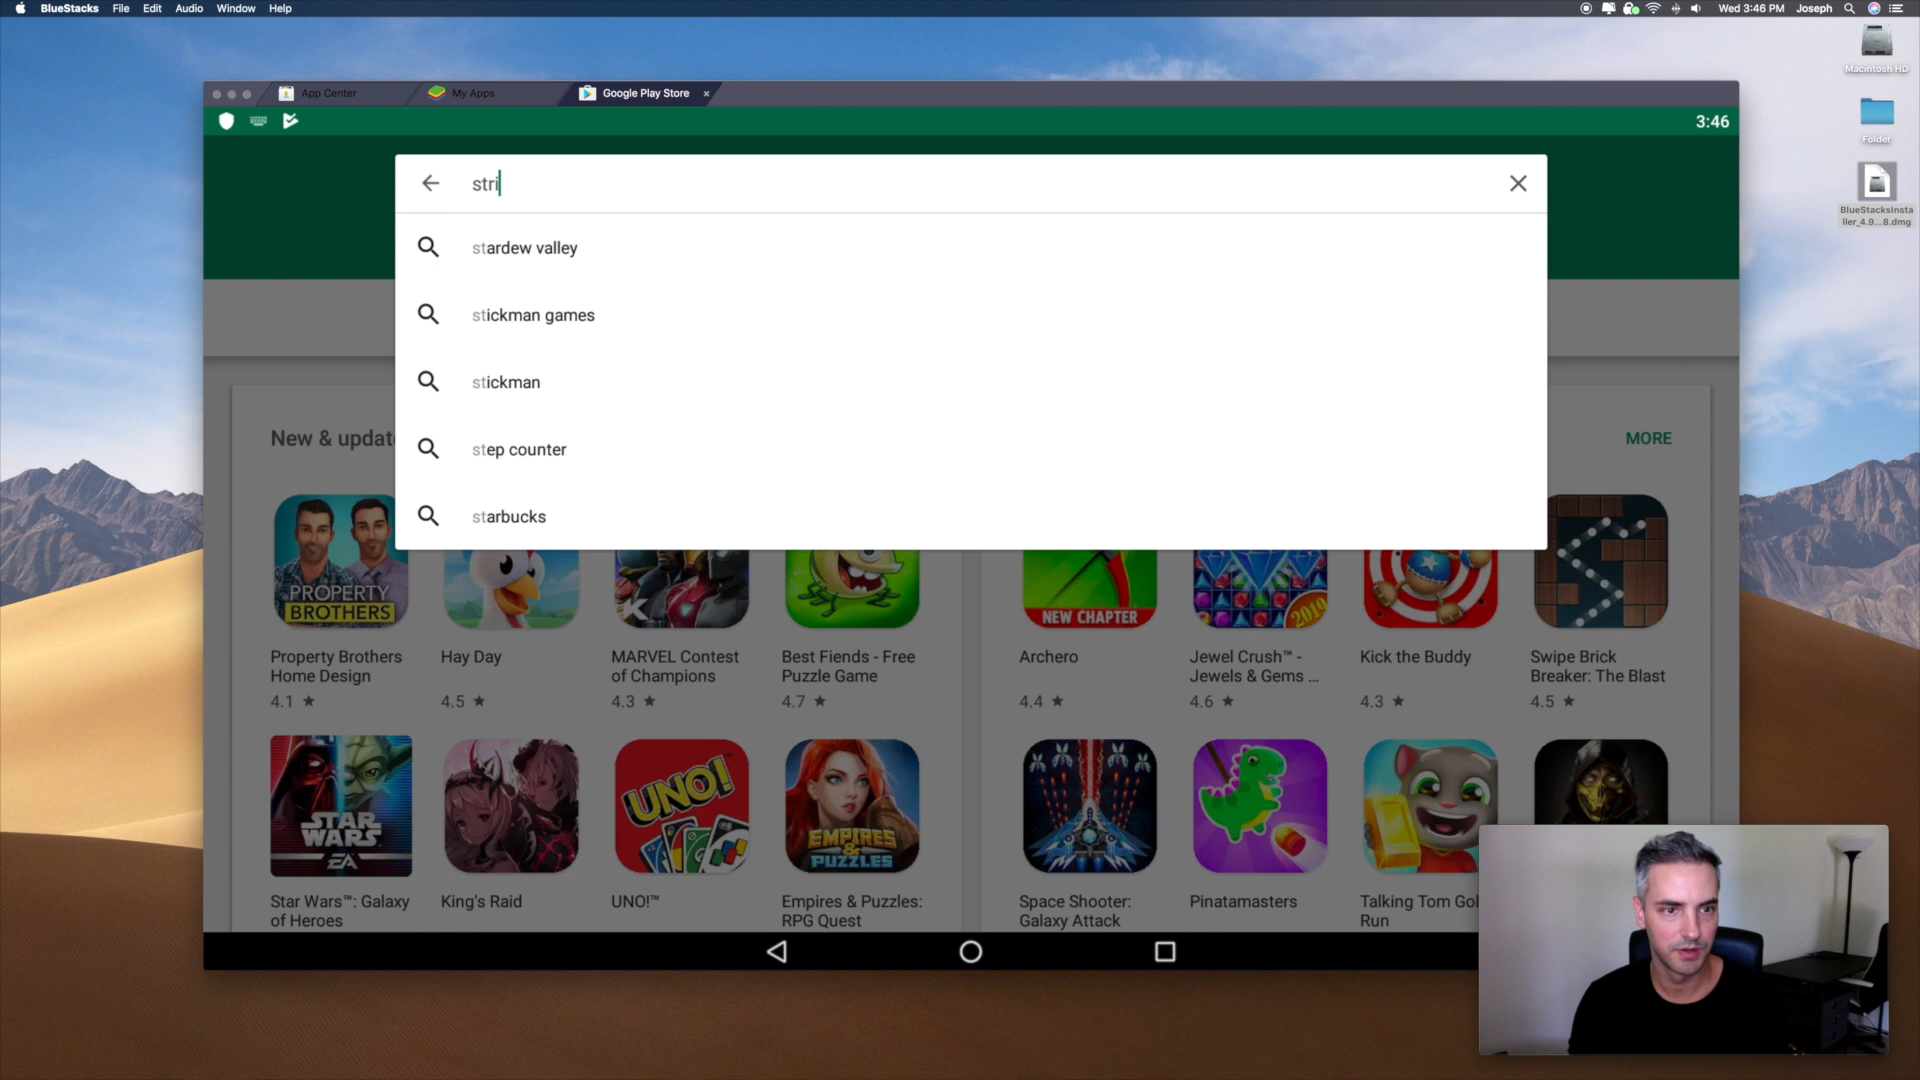 BlueStacks File Edit Audio Window Help
Wed 3:46 PM Joseph
Macintosh HD
Folder
BlueStacksInsta
ller_4.9...8.dmg
App Center
My Apps
Google Play Store
3:46
stri
stardew valley
stickman games
stickman
step counter
starbucks
New & updat
MORE
PROPERTY
BROTHERS
NEW CHAPTER
2019
Property Brothers
Home Design
4.1 ★
Hay Day
4.5 ★
MARVEL Contest
of Champions
4.3 ★
Best Fiends - Free
Puzzle Game
4.7 ★
Archero
4.4 ★
Jewel Crush™ -
Jewels & Gems ...
4.6 ★
Kick the Buddy
4.3 ★
Swipe Brick
Breaker: The Blast
4.5 ★
STAR
WARS
EA
UNO!
EMPIRES
& PUZZLES
Star Wars™: Galaxy
of Heroes
King's Raid
UNO!™
Empires & Puzzles:
RPG Quest
Space Shooter:
Galaxy Attack
Pinatamasters
Talking Tom Gol
Run